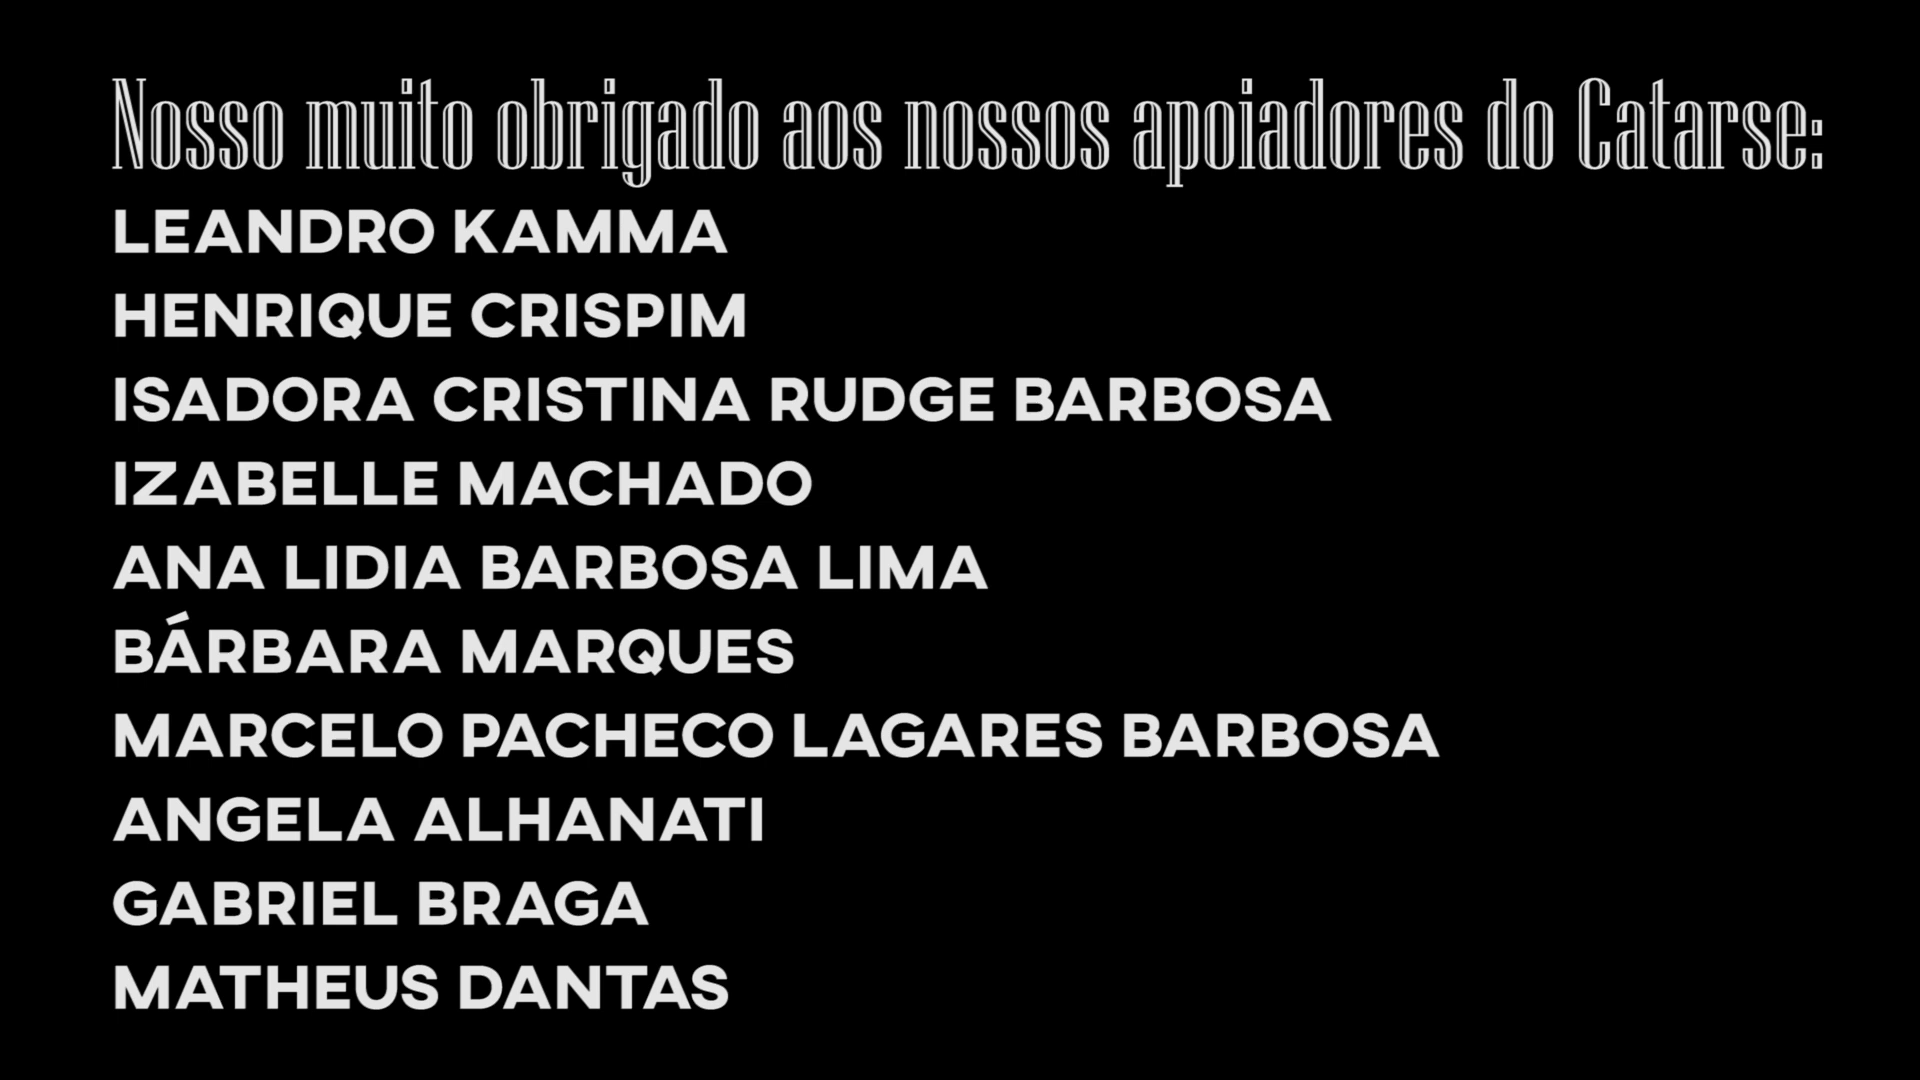 Nosso muito obrigado aos nossos apoiadores do Catarse:
LEANDRO KAMMA
HENRIQUE CRISPIM
ISADORA CRISTINA RUDGE BARBOSA
IZABELLE MACHADO
ANA LIDIA BARBOSA LIMA
BÁRBARA MARQUES
MARCELO PACHECO LAGARES BARBOSA
ANGELA ALHANATI
GABRIEL BRAGA
MATHEUS DANTAS